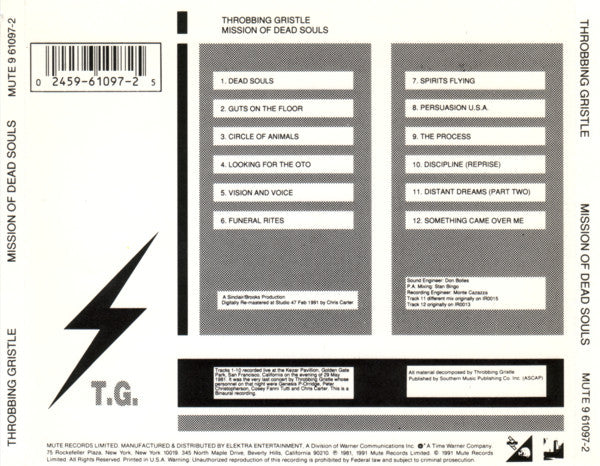 THROBBING GRISTLE
MISSION OF DEAD SOULS
1. DEAD SOULS
2. GUTS ON THE FLOOR
3. CIRCLE OF ANIMALS
4. LOOKING FOR THE OTO
5. VISION AND VOICE
6. FUNERAL RITES
A Sinclair/Brooks Production
Digitally Re-mastered at Studio 47 Feb 1991 by Chris Carter.
7. SPIRITS FLYING
8. PERSUASION U.S.A.
9. THE PROCESS
10. DISCIPLINE (REPRISE)
11. DISTANT DREAMS (PART TWO)
12. SOMETHING CAME OVER ME
Sound Engineer: Don Bolles
P.A. Mixing: Stan Bingo
Recording Engineer: Monte Cazazza
Track 11 different mix originally on IR0015
Track 12 originally on IR0013
0 2459-61097-2 5
T.G.
Tracks 1-10 recorded live at the Kezar Pavilion, Golden Gate
Park, San Francisco, California on the evening of 29 May
1981. It was the very last concert by Throbbing Gristle whose
personnel on that night were Genesis P-Orridge, Peter
Christopherson, Cosey Fanni Tutti and Chris Carter. This is a
Binaural recording.
All material decomposed by Throbbing Gristle
Published by Southern Music Publishing Co. Inc. (ASCAP)
MUTE RECORDS LIMITED. MANUFACTURED & DISTRIBUTED BY ELEKTRA ENTERTAINMENT, A Division of Warner Communications Inc. A Time Warner Company
75 Rockefeller Plaza, New York, New York 10019. 345 North Maple Drive, Beverly Hills, California 90210. ℗ 1981, 1991 Mute Records Limited. © 1991 Mute Records
Limited. All Rights Reserved. Printed in U.S.A. Warning: Unauthorized reproduction of this recording is prohibited by Federal law and subject to criminal prosecution.
THROBBING GRISTLE MISSION OF DEAD SOULS MUTE 9 61097-2
THROBBING GRISTLE MISSION OF DEAD SOULS MUTE 9 61097-2